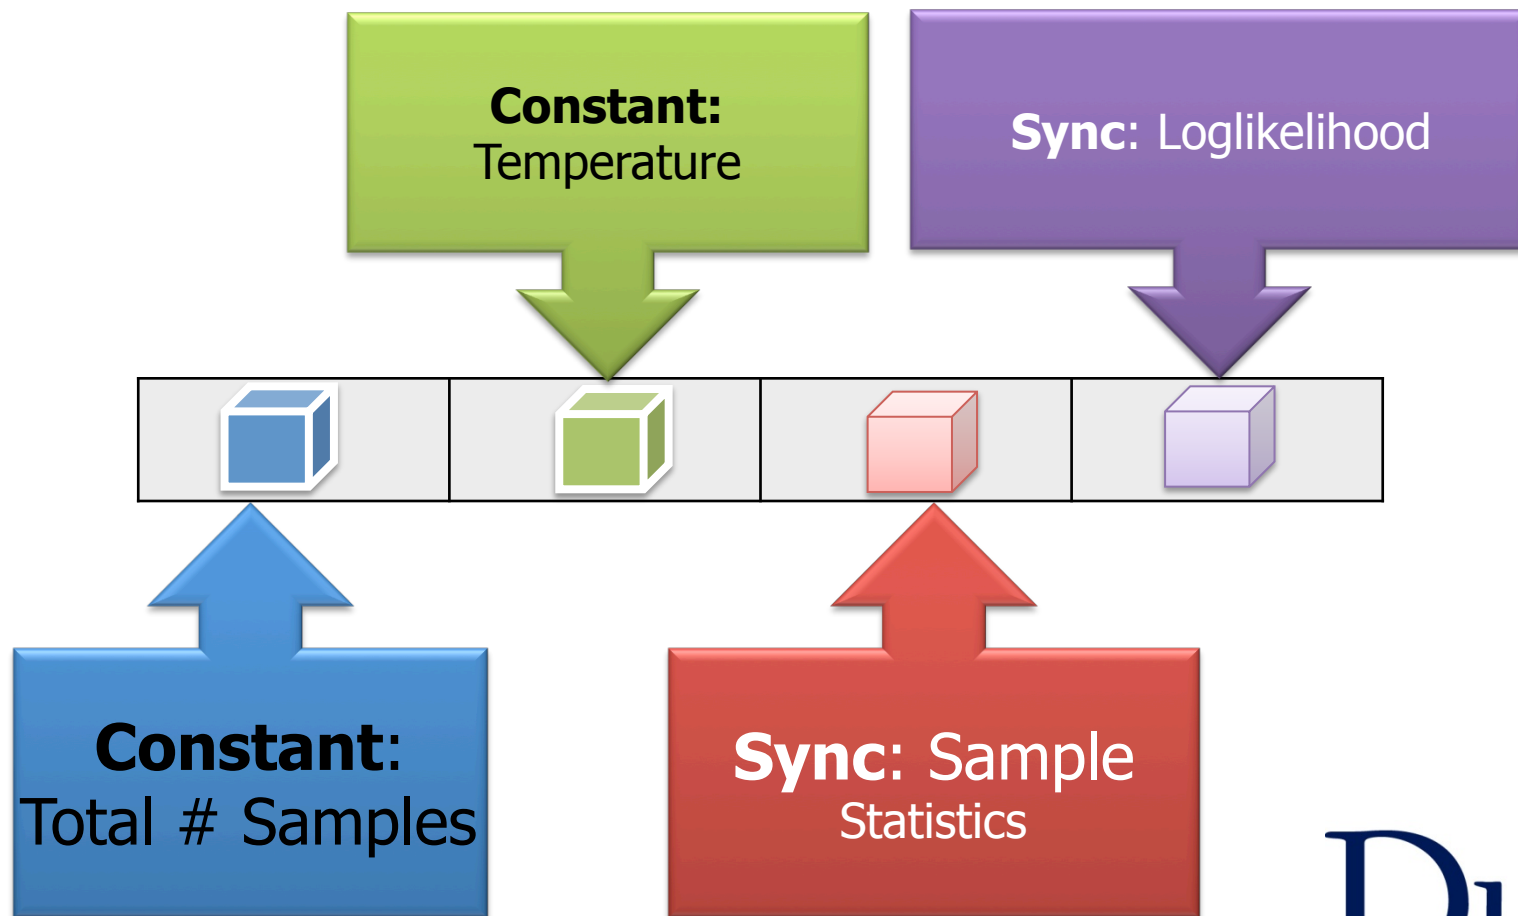 Constant:
Temperature
Sync: Loglikelihood
Constant:
Total # Samples
Sync: Sample
Statistics